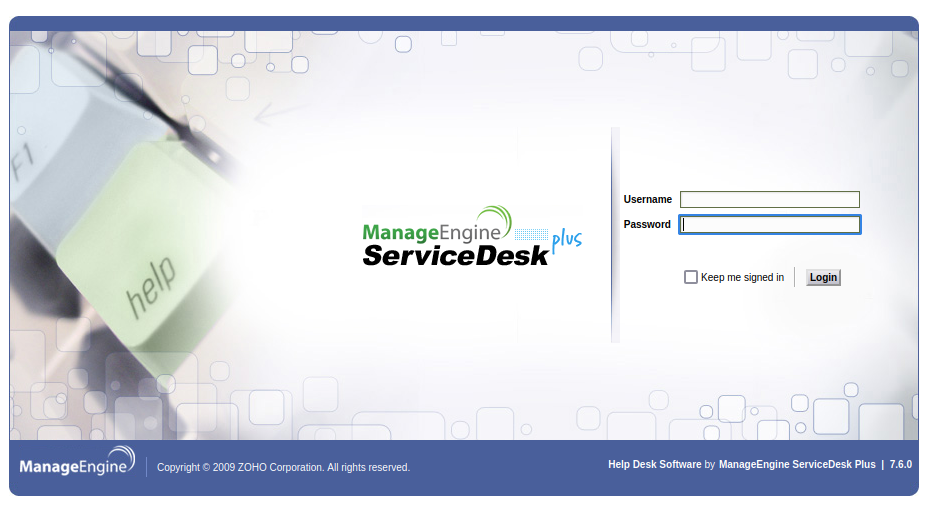 F1
help
ManageEngine
ServiceDesk plus
Username
Password
Keep me signed in
Login
ManageEngine
Copyright © 2009 ZOHO Corporation. All rights reserved.
Help Desk Software by ManageEngine ServiceDesk Plus | 7.6.0